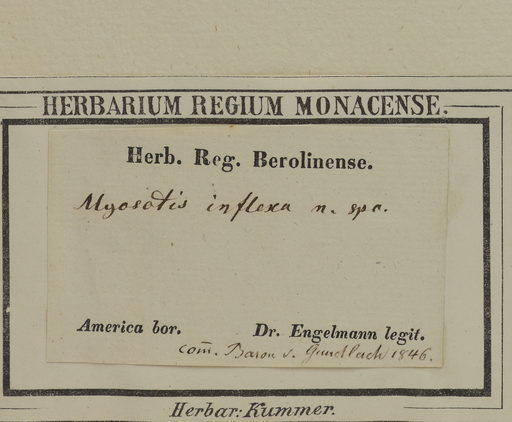 HERBARIUM REGIUM MONACENSE.
Herb. Reg. Berolinense.
Myosotis inflexa n. spc.
America bor. Dr. Engelmann legit.
com̄. Baron v. Gundlach 1846.
Herbar: Kummer.